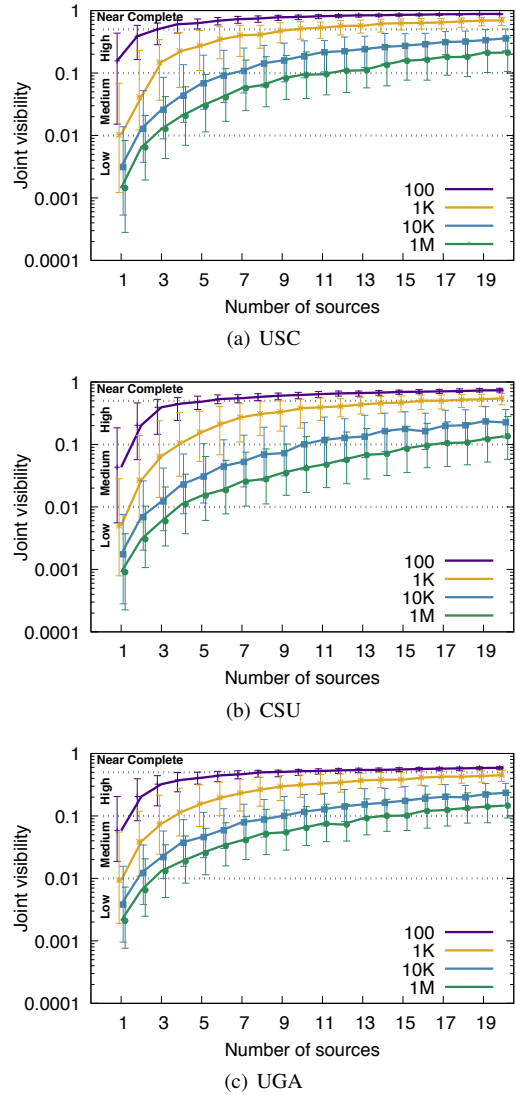 1
0.1
0.01
0.001
0.0001
Joint visibility
Near Complete
High
Medium
Low
100
1K
10K
1M
1 3 5 7 9 11 13 15 17 19
Number of sources
(a) USC
1
0.1
0.01
0.001
0.0001
Joint visibility
Near Complete
High
Medium
Low
100
1K
10K
1M
1 3 5 7 9 11 13 15 17 19
Number of sources
(b) CSU
1
0.1
0.01
0.001
0.0001
Joint visibility
Near Complete
High
Medium
Low
100
1K
10K
1M
1 3 5 7 9 11 13 15 17 19
Number of sources
(c) UGA